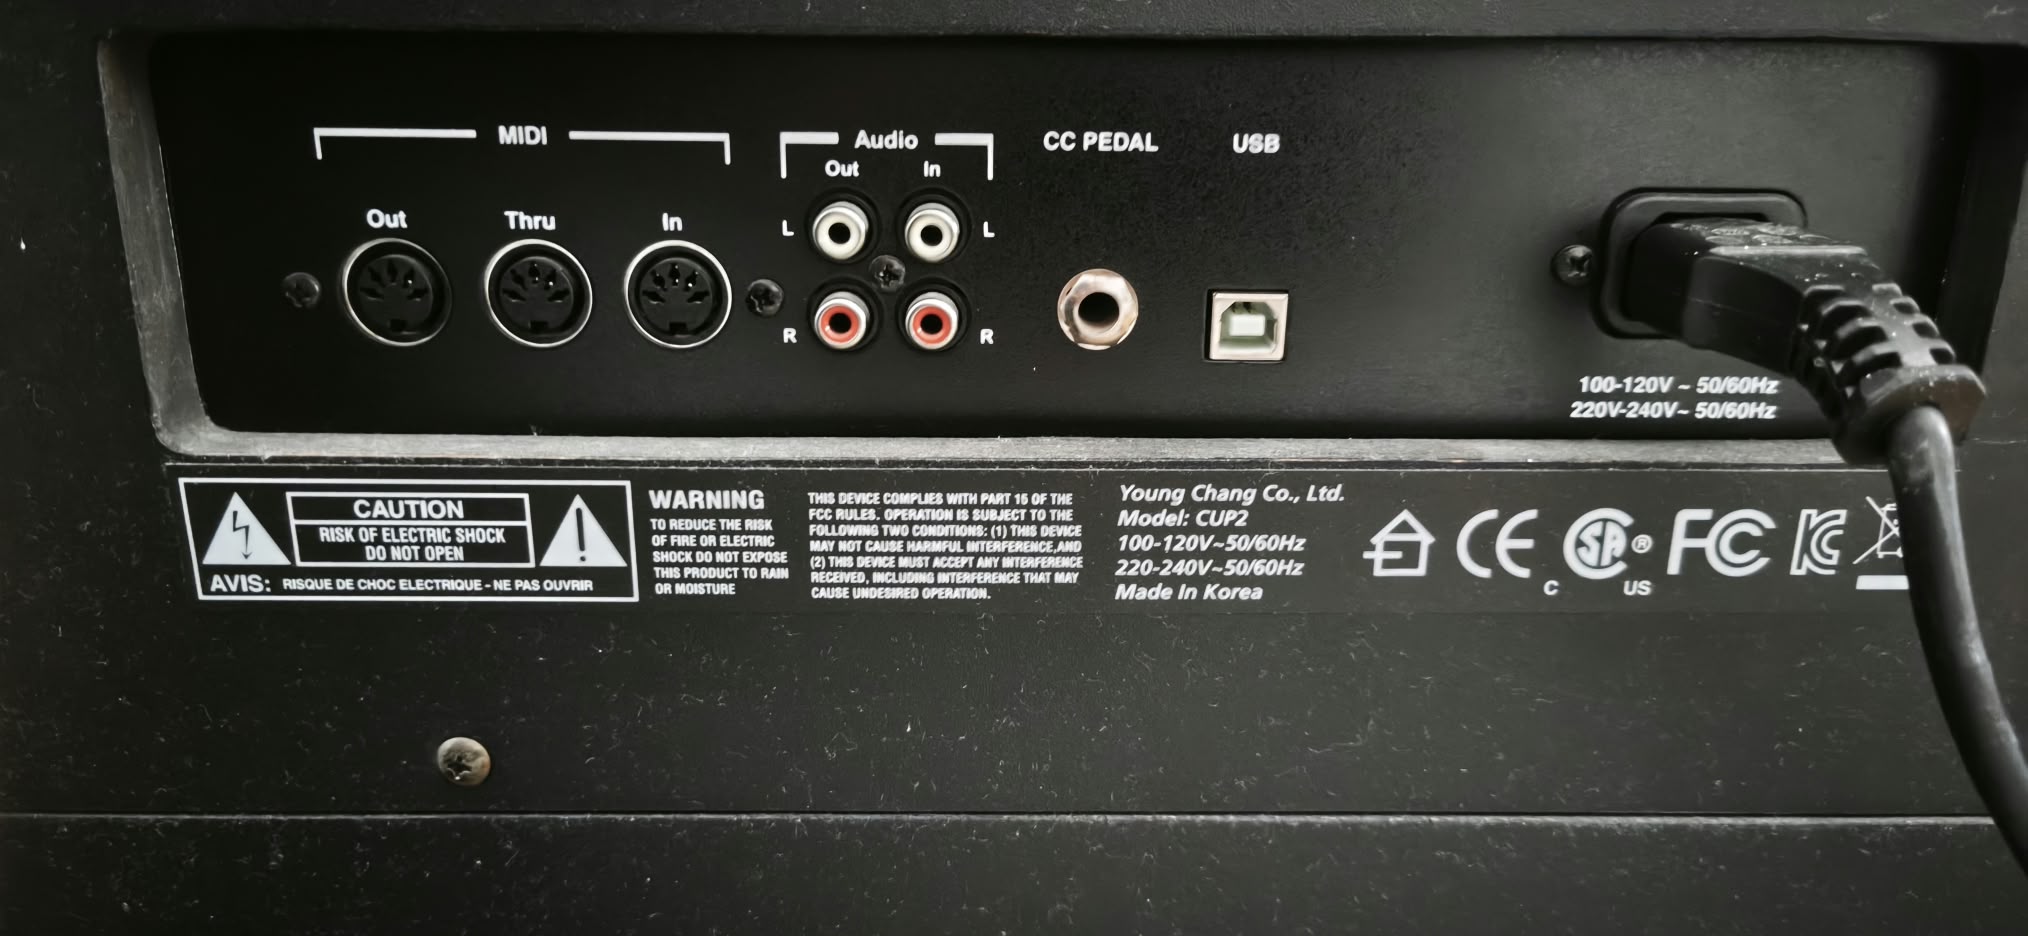 MIDI
Audio
CC PEDAL
USB
Out
In
Out
Thru
In
L
L
R
R
100-120V ~ 50/60Hz
220V-240V~ 50/60Hz
CAUTION
RISK OF ELECTRIC SHOCK
DO NOT OPEN
AVIS: RISQUE DE CHOC ELECTRIQUE - NE PAS OUVRIR
WARNING
TO REDUCE THE RISK
OF FIRE OR ELECTRIC
SHOCK DO NOT EXPOSE
THIS PRODUCT TO RAIN
OR MOISTURE
THIS DEVICE COMPLIES WITH PART 15 OF THE
FCC RULES. OPERATION IS SUBJECT TO THE
FOLLOWING TWO CONDITIONS: (1) THIS DEVICE
MAY NOT CAUSE HARMFUL INTERFERENCE,AND
(2) THIS DEVICE MUST ACCEPT ANY INTERFERENCE
RECEIVED, INCLUDING INTERFERENCE THAT MAY
CAUSE UNDESIRED OPERATION.
Young Chang Co., Ltd.
Model: CUP2
100-120V~50/60Hz
220-240V~50/60Hz
Made In Korea
CE
C SA ® US
FC
KC